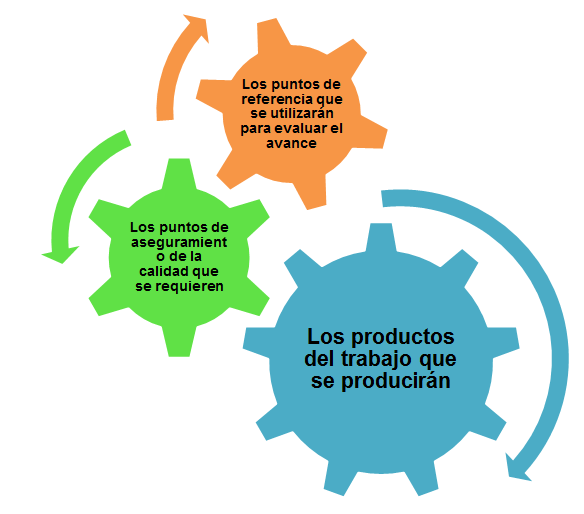 Los puntos de
referencia que
se utilizarán
para evaluar el
avance
Los puntos de
aseguramient
o de la
calidad que
se requieren
Los productos
del trabajo que
se producirán